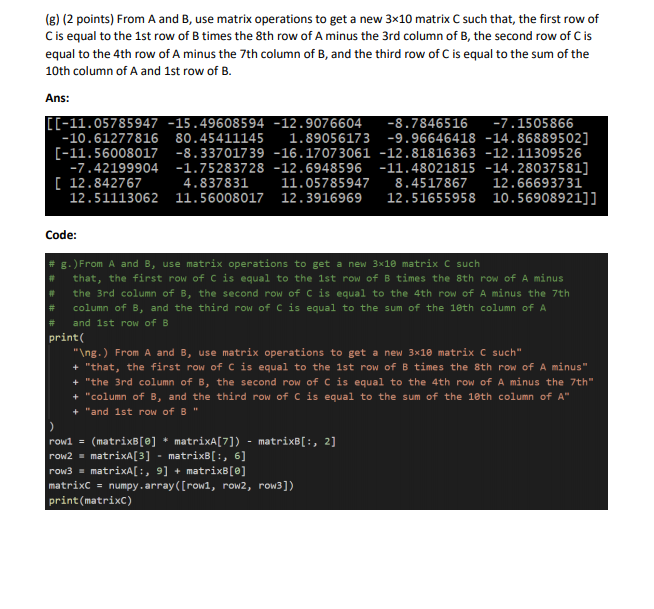 (g) (2 points) From A and B, use matrix operations to get a new 3×10 matrix C such that, the first row of
C is equal to the 1st row of B times the 8th row of A minus the 3rd column of B, the second row of C is
equal to the 4th row of A minus the 7th column of B, and the third row of C is equal to the sum of the
10th column of A and 1st row of B.
Ans:
[[-11.05785947 -15.49608594 -12.9076604 -8.7846516 -7.1505866
-10.61277816 80.45411145 1.89056173 -9.96646418 -14.86889502]
[-11.56008017 -8.33701739 -16.17073061 -12.81816363 -12.11309526
-7.42199904 -1.75283728 -12.6948596 -11.48021815 -14.28037581]
[ 12.842767 4.837831 11.05785947 8.4517867 12.66693731
12.51113062 11.56008017 12.3916969 12.51655958 10.56908921]]
Code:
# g.)From A and B, use matrix operations to get a new 3×10 matrix C such
# that, the first row of C is equal to the 1st row of B times the 8th row of A minus
# the 3rd column of B, the second row of C is equal to the 4th row of A minus the 7th
# column of B, and the third row of C is equal to the sum of the 10th column of A
# and 1st row of B
print(
"\ng.) From A and B, use matrix operations to get a new 3×10 matrix C such"
+ "that, the first row of C is equal to the 1st row of B times the 8th row of A minus"
+ "the 3rd column of B, the second row of C is equal to the 4th row of A minus the 7th"
+ "column of B, and the third row of C is equal to the sum of the 10th column of A"
+ "and 1st row of B "
)
row1 = (matrixB[0] * matrixA[7]) - matrixB[:, 2]
row2 = matrixA[3] - matrixB[:, 6]
row3 = matrixA[:, 9] + matrixB[0]
matrixC = numpy.array([row1, row2, row3])
print(matrixC)